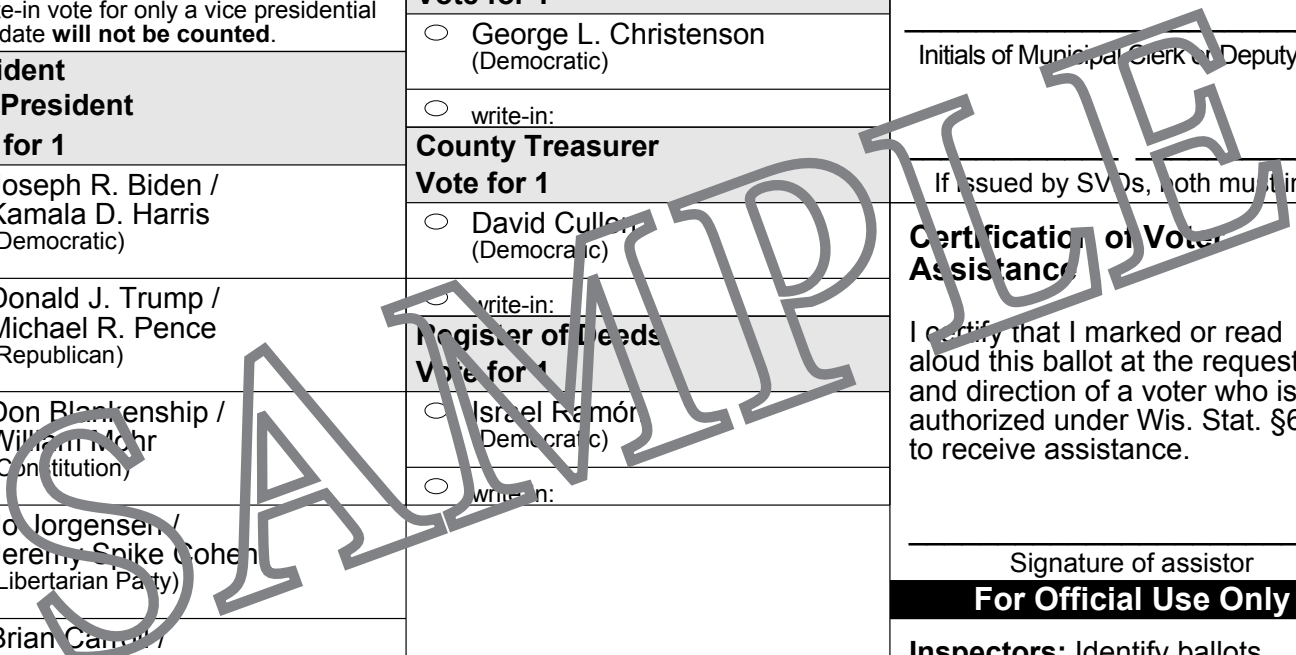 te-in vote for only a vice presidential
date will not be counted.
ident
President
for 1
Joseph R. Biden /
Kamala D. Harris
Democratic)
Donald J. Trump /
Michael R. Pence
Republican)
Don Blankenship /
William Mohr
Constitution)
Jo Jorgensen /
Jeremy Spike Cohen
Libertarian Party)
Brian Carroll /
Vote for 1
George L. Christenson
(Democratic)
write-in:
County Treasurer
Vote for 1
David Cullen
(Democratic)
write-in:
Register of Deeds
Vote for 1
Israel Ramón
(Democratic)
write-in:
Initials of Municipal Clerk or Deputy
If issued by SVDs, both must in
Certification of Voter
Assistance
I certify that I marked or read
aloud this ballot at the request
and direction of a voter who is
authorized under Wis. Stat. §6
to receive assistance.
Signature of assistor
For Official Use Only
Inspectors: Identify ballots
SAMPLE